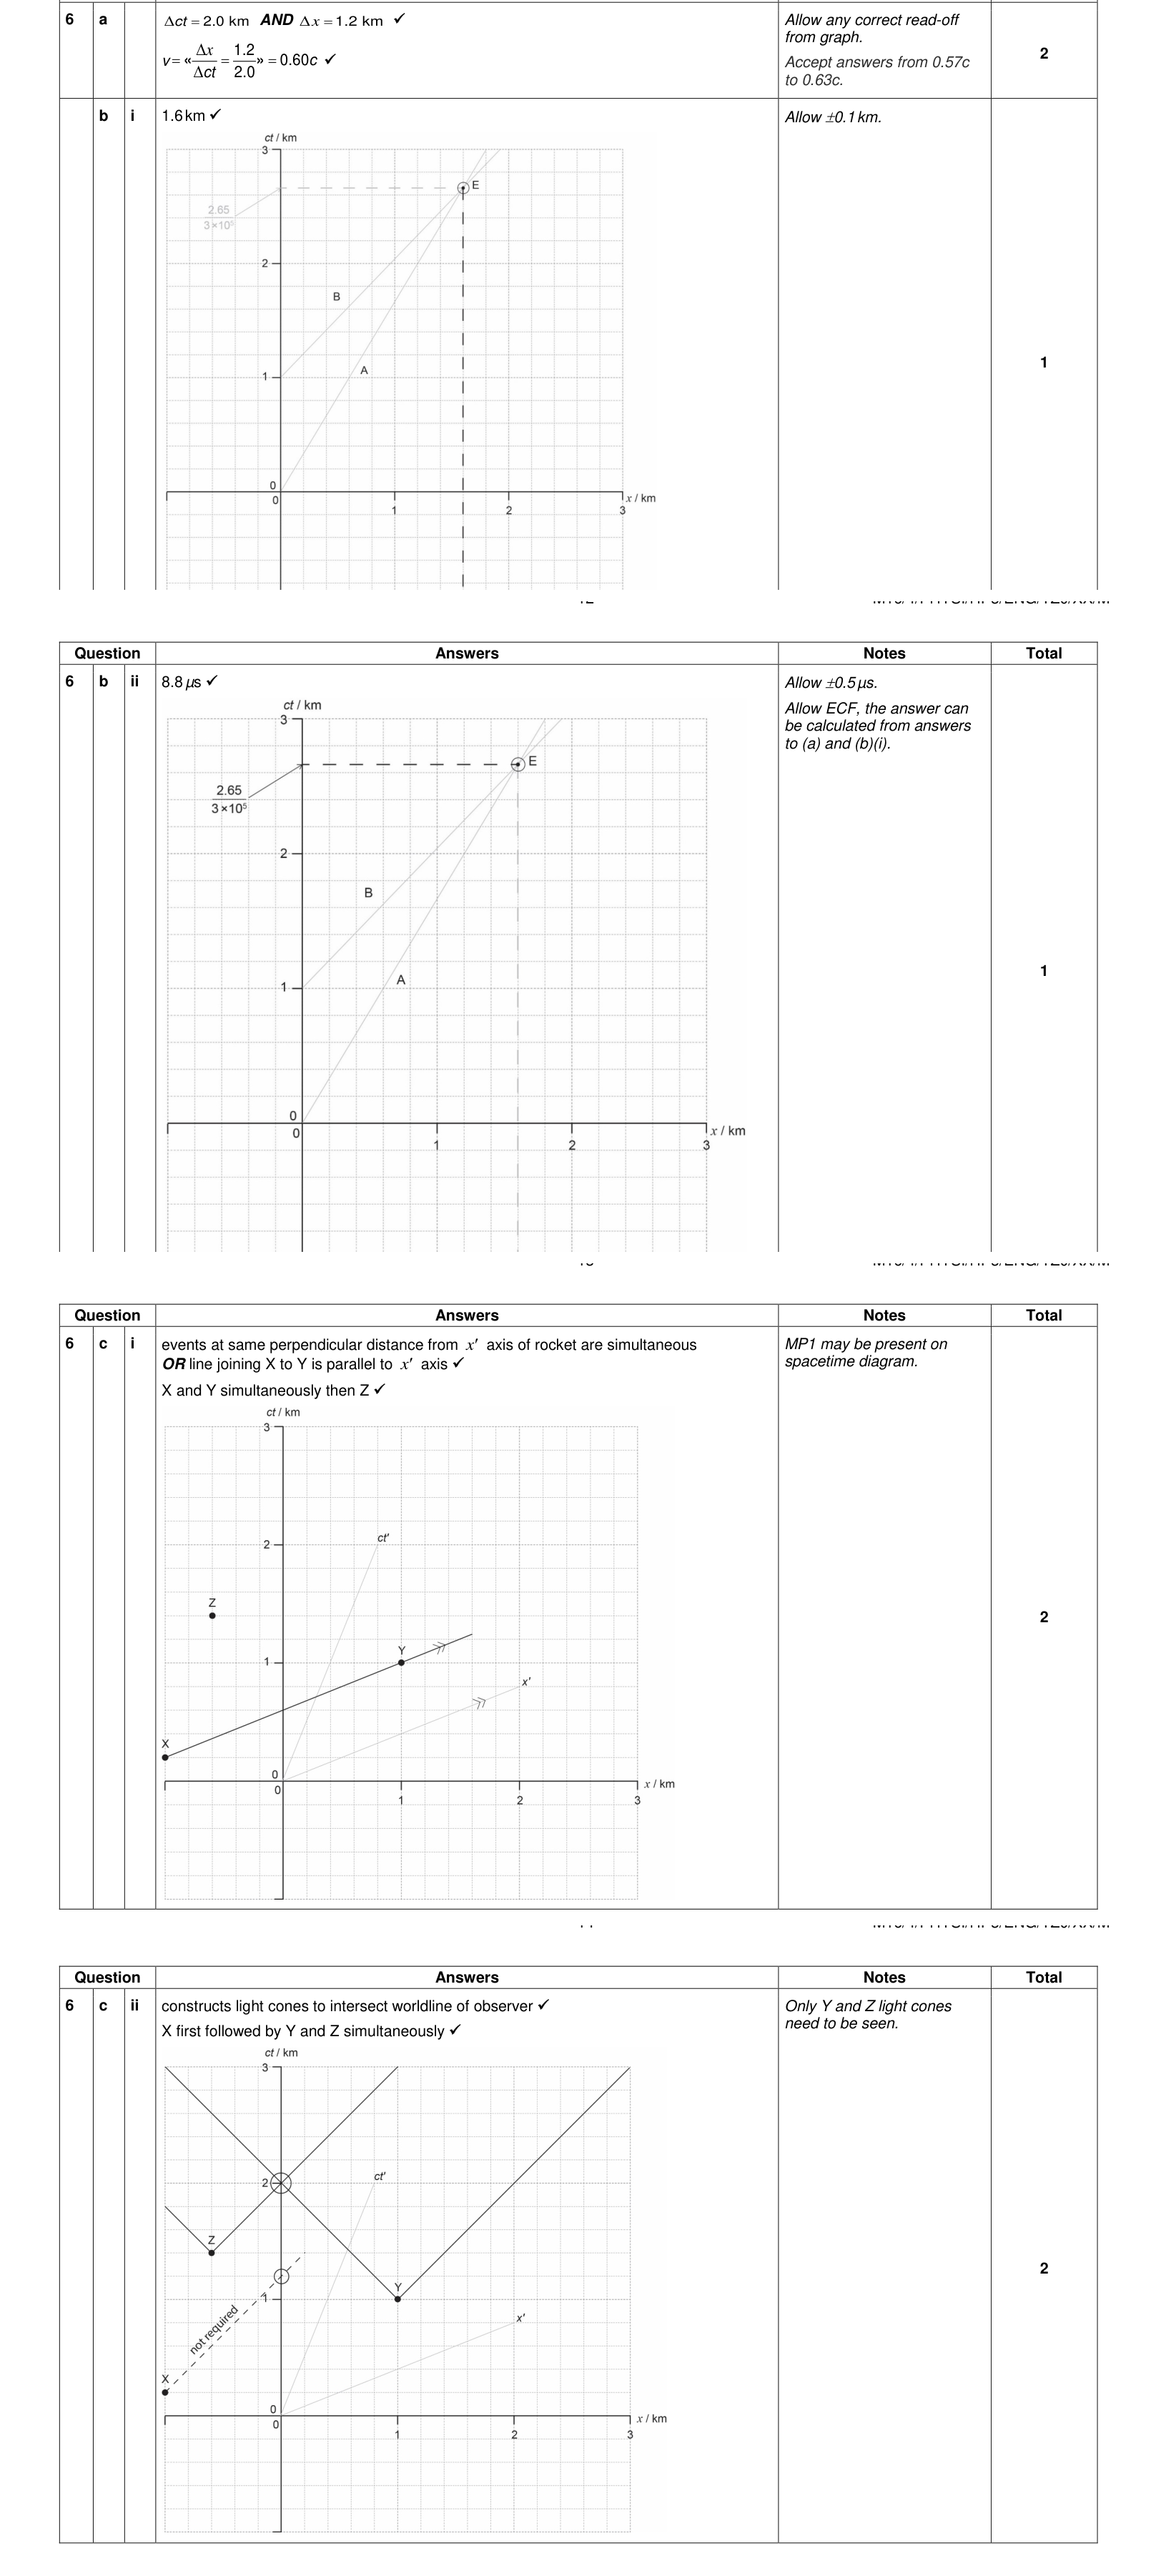 6 a Δct = 2.0 km AND Δx = 1.2 km ✓ Allow any correct read-off
from graph.
v = «Δx/Δct = 1.2/2.0» = 0.60c ✓ Accept answers from 0.57c
to 0.63c.
2
b i 1.6 km ✓ Allow ±0.1 km.
ct / km
3
E
2.65
3×10⁵
2
B
A
1
0
0 1 2 3
x / km
1
Question Answers Notes Total
6 b ii 8.8 μs ✓ Allow ±0.5 μs.
Allow ECF, the answer can
be calculated from answers
to (a) and (b)(i).
ct / km
3
E
2.65
3×10⁵
2
B
A
1
0
0 1 2 3
x / km
1
Question Answers Notes Total
6 c i events at same perpendicular distance from x′ axis of rocket are simultaneous MP1 may be present on
OR line joining X to Y is parallel to x′ axis ✓ spacetime diagram.
X and Y simultaneously then Z ✓
ct / km
3
ct′
2
Z
Y
1
x′
X
0
0 1 2 3
x / km
2
Question Answers Notes Total
6 c ii constructs light cones to intersect worldline of observer ✓ Only Y and Z light cones
X first followed by Y and Z simultaneously ✓ need to be seen.
ct / km
3
ct′
2
Z
Y
1
not required
x′
X
0
0 1 2 3
x / km
2